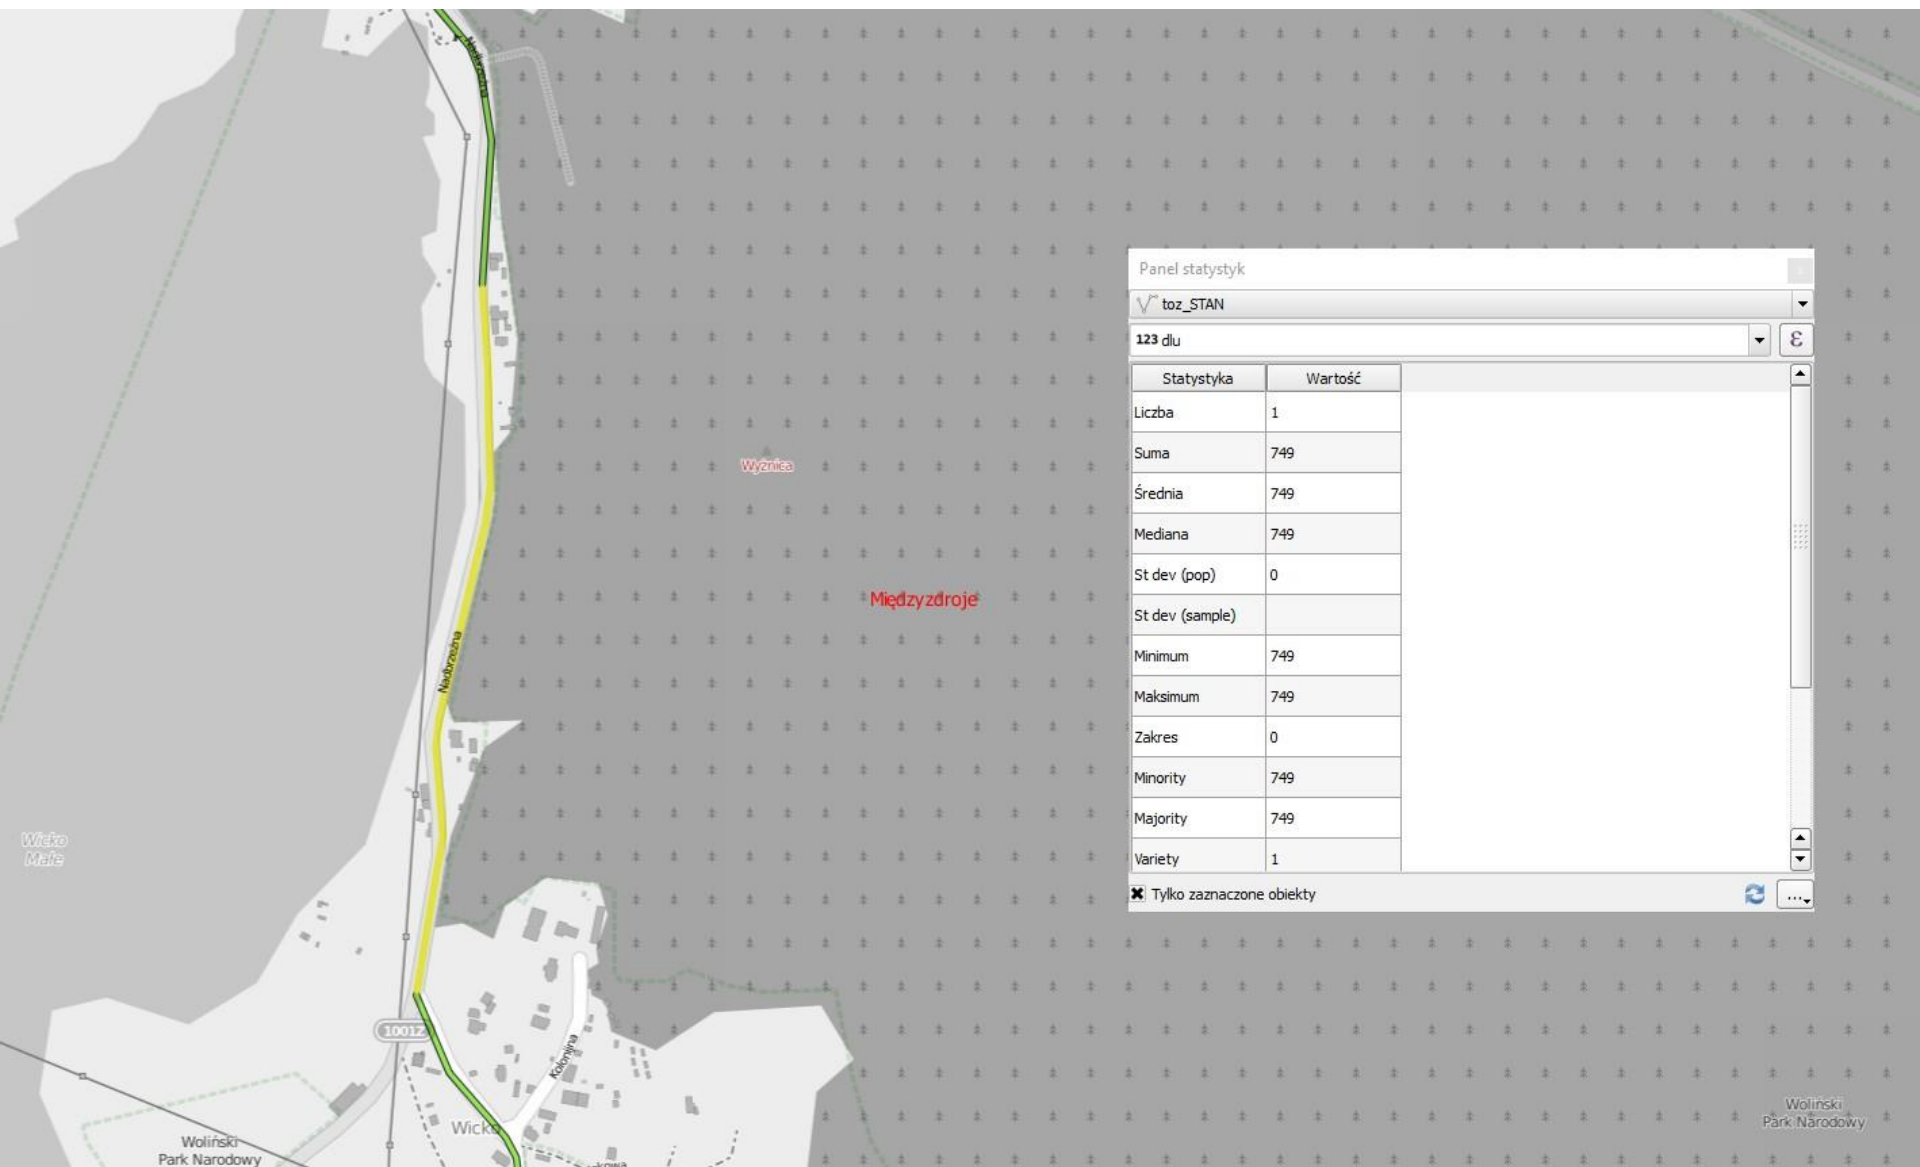 Nadbrzeżna
Panel statystyk
toz_STAN
123 dlu
ε
Statystyka Wartość
Liczba 1
Suma 749
Średnia 749
Mediana 749
St dev (pop) 0
St dev (sample)
Minimum 749
Maksimum 749
Zakres 0
Minority 749
Majority 749
Variety 1
Tylko zaznaczone obiekty
...
Wyżnica
Międzyzdroje
Nadbrzeżna
Wicko
Małe
10012
Kolonijna
Wicko
Woliński
Park Narodowy
Woliński
Park Narodowy